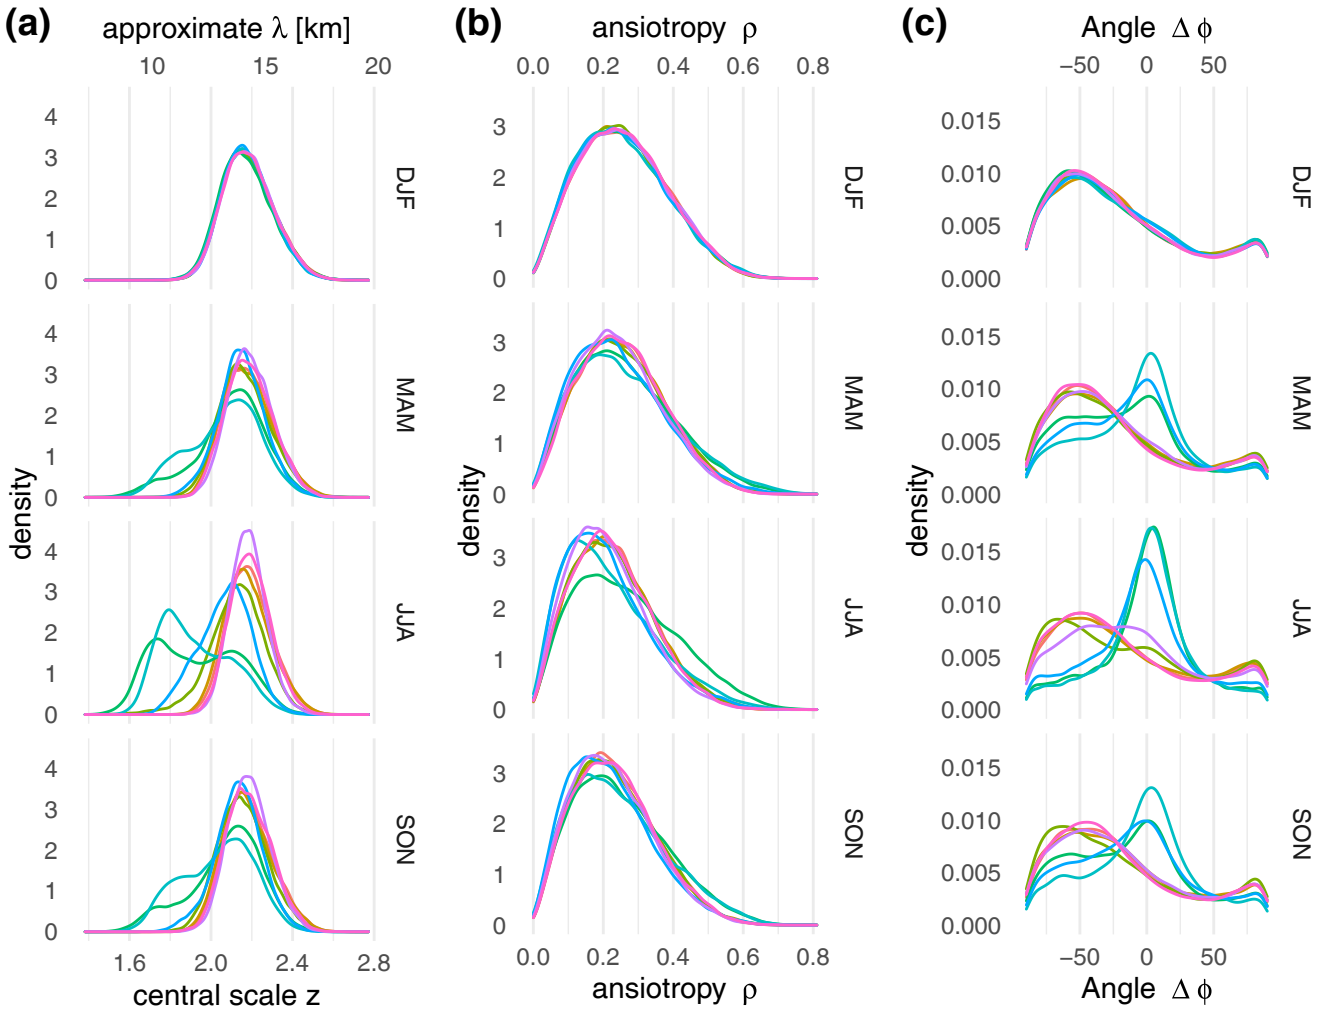 (a) approximate λ [km]
10 15 20
4
3
2
1
0
DJF
4
3
2
1
0
MAM
4
3
2
1
0
JJA
4
3
2
1
0
SON
density
1.6 2.0 2.4 2.8
central scale z
(b) ansiotropy ρ
0.0 0.2 0.4 0.6 0.8
3
2
1
0
DJF
3
2
1
0
MAM
3
2
1
0
JJA
3
2
1
0
SON
density
0.0 0.2 0.4 0.6 0.8
ansiotropy ρ
(c) Angle Δ ϕ
−50 0 50
0.015
0.010
0.005
0.000
DJF
0.015
0.010
0.005
0.000
MAM
0.015
0.010
0.005
0.000
JJA
0.015
0.010
0.005
0.000
SON
density
−50 0 50
Angle Δ ϕ